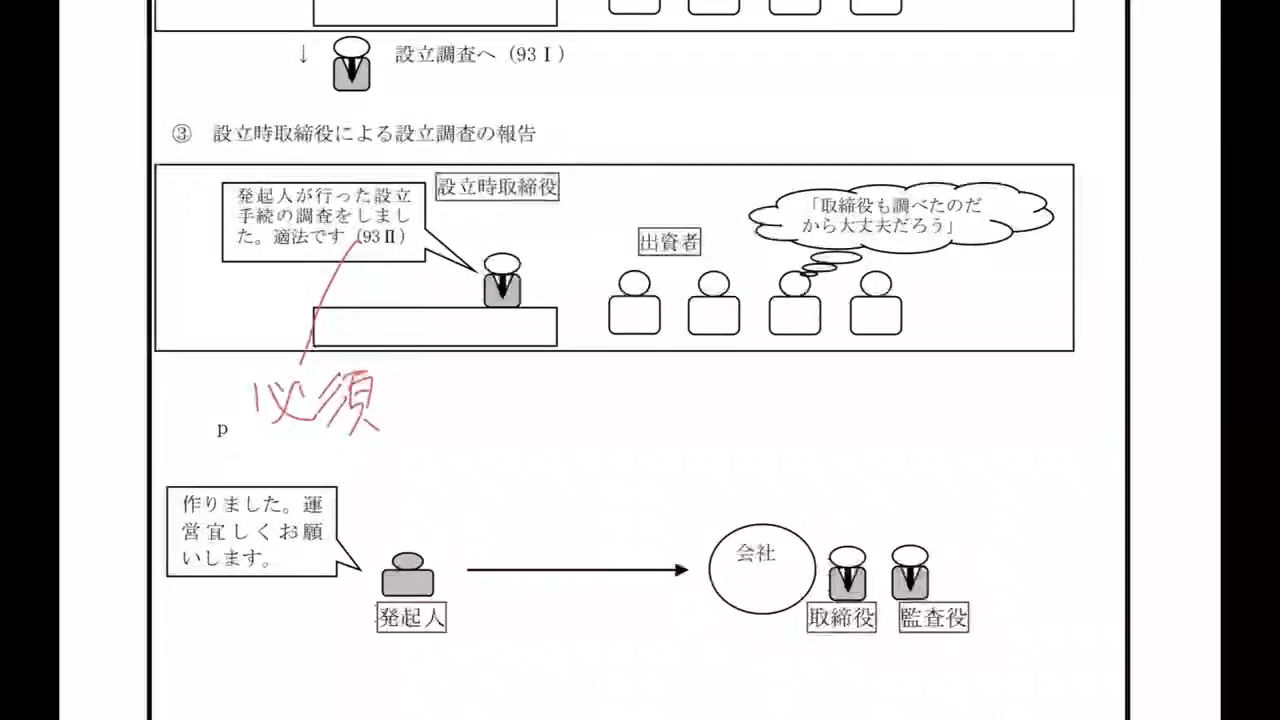 ↓ 設立調査へ（93Ⅰ）
③ 設立時取締役による設立調査の報告
発起人が行った設立
手続の調査をしまし
た。適法です（93Ⅱ）
設立時取締役
出資者
「取締役も調べたのだ
から大丈夫だろう」
必須
p
作りました。運
営宜しくお願
いします。
発起人
会社
取締役
監査役